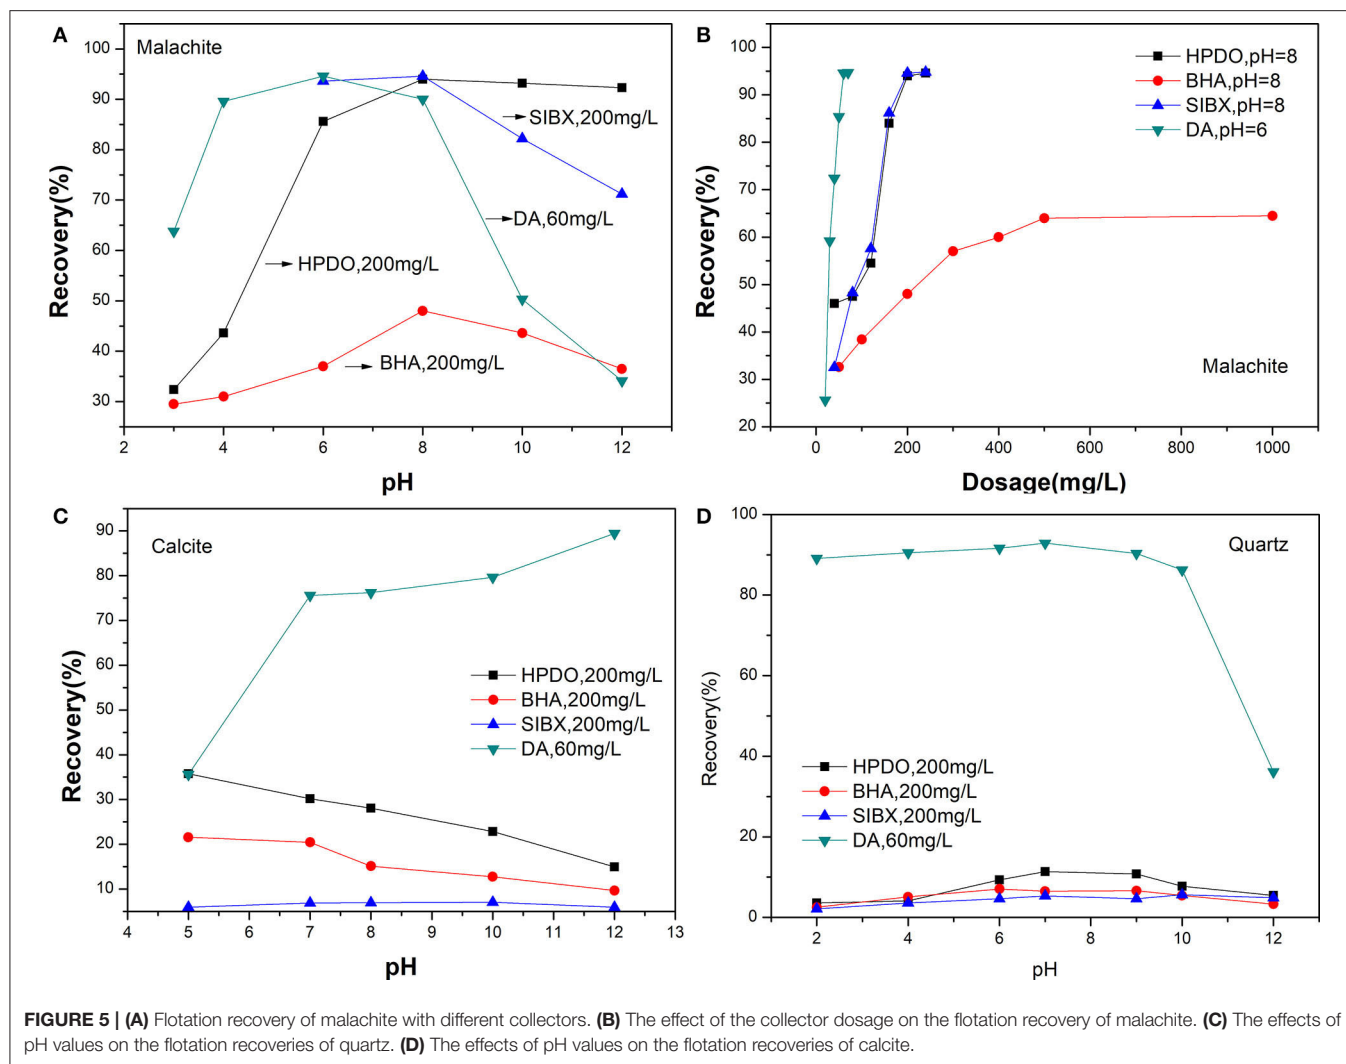 A
Malachite
100
90
80
70
60
50
40
30
Recovery(%)
SIBX,200mg/L
DA,60mg/L
HPDO,200mg/L
BHA,200mg/L
2
4
6
8
10
12
pH
B
100
90
80
70
60
50
40
30
20
Recovery(%)
HPDO,pH=8
BHA,pH=8
SIBX,pH=8
DA,pH=6
Malachite
0
200
400
600
800
1000
Dosage(mg/L)
C
Calcite
90
80
70
60
50
40
30
20
10
Recovery(%)
HPDO,200mg/L
BHA,200mg/L
SIBX,200mg/L
DA,60mg/L
4
5
6
7
8
9
10
11
12
13
pH
D
Quartz
100
80
60
40
20
0
Recovery(%)
HPDO,200mg/L
BHA,200mg/L
SIBX,200mg/L
DA,60mg/L
2
4
6
8
10
12
pH
FIGURE 5 | (A) Flotation recovery of malachite with different collectors. (B) The effect of the collector dosage on the flotation recovery of malachite. (C) The effects of
pH values on the flotation recoveries of quartz. (D) The effects of pH values on the flotation recoveries of calcite.